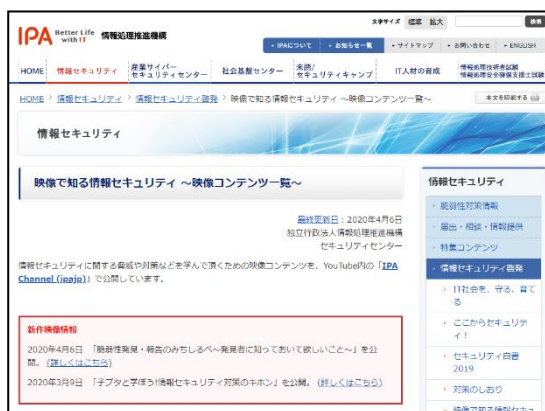 文字サイズ 標準 拡大 検索
IPA Better Life with IT 情報処理推進機構
IPAについて お知らせ一覧 サイトマップ お問い合わせ ENGLISH
HOME 情報セキュリティ 産業サイバーセキュリティセンター 社会基盤センター 未踏/セキュリティキャンプ IT人材の育成 情報処理技術者試験 情報処理安全確保支援士試験
HOME > 情報セキュリティ > 情報セキュリティ啓発 > 映像で知る情報セキュリティ ～映像コンテンツ一覧～ 本文を印刷する
情報セキュリティ
映像で知る情報セキュリティ ～映像コンテンツ一覧～
最終更新日：2020年4月6日
独立行政法人情報処理推進機構
セキュリティセンター
情報セキュリティに関する脅威や対策などを学んで頂くための映像コンテンツを、YouTube内の「IPA
Channel (ipajp)」で公開しています。
新作映像情報
2020年4月6日 「脆弱性発見・報告のみちしるべ～発見者に知っておいて欲しいこと～」を公
開。（詳しくはこちら）
2020年3月9日 「子ブタと学ぼう!情報セキュリティ対策のキホン」を公開。（詳しくはこちら）
情報セキュリティ
脆弱性対策情報
届出・相談・情報提供
特集コンテンツ
情報セキュリティ啓発
IT社会を、守る、育て
る
ここからセキュリテ
ィ！
セキュリティ白書
2019
対策のしおり
映像で知る情報セキュ